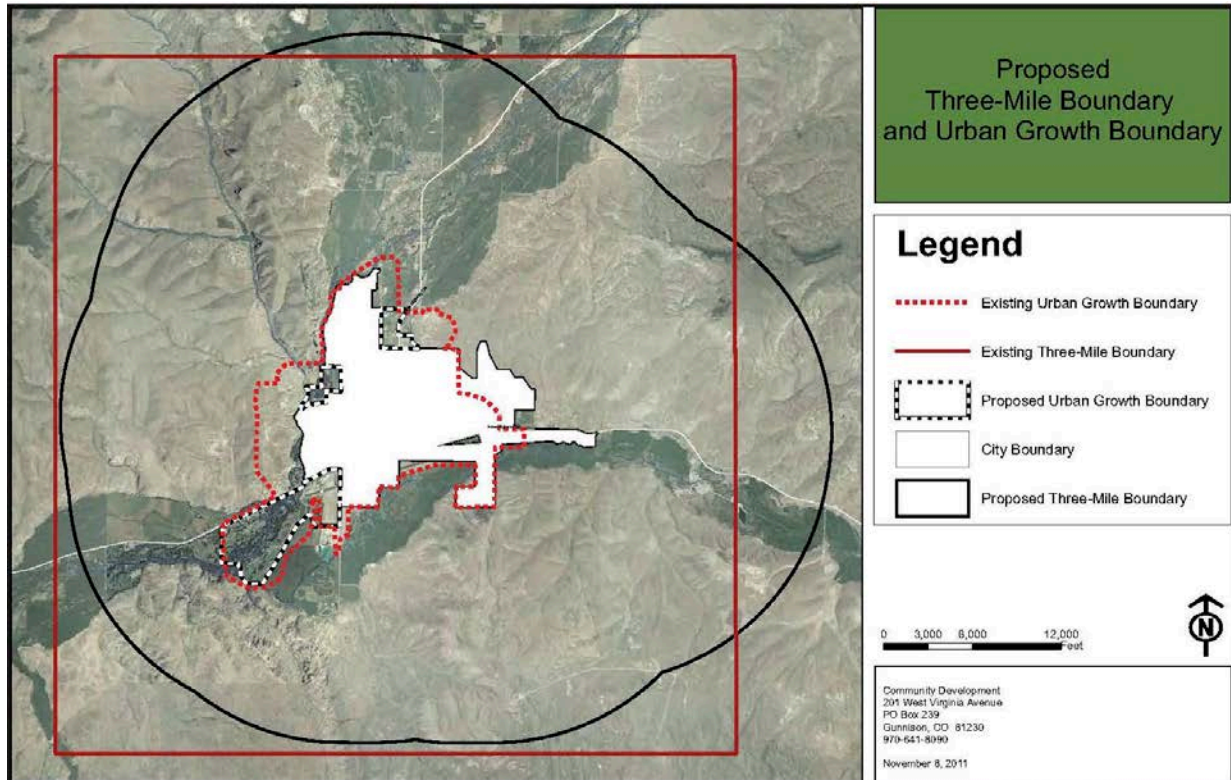 Proposed
Three-Mile Boundary
and Urban Growth Boundary
Legend
Existing Urban Growth Boundary
Existing Three-Mile Boundary
Proposed Urban Growth Boundary
City Boundary
Proposed Three-Mile Boundary
0 3,000 6,000 12,000
Feet
N
Community Development
201 West Virginia Avenue
PO Box 239
Gunnison, CO 81230
970-641-8090
November 8, 2011